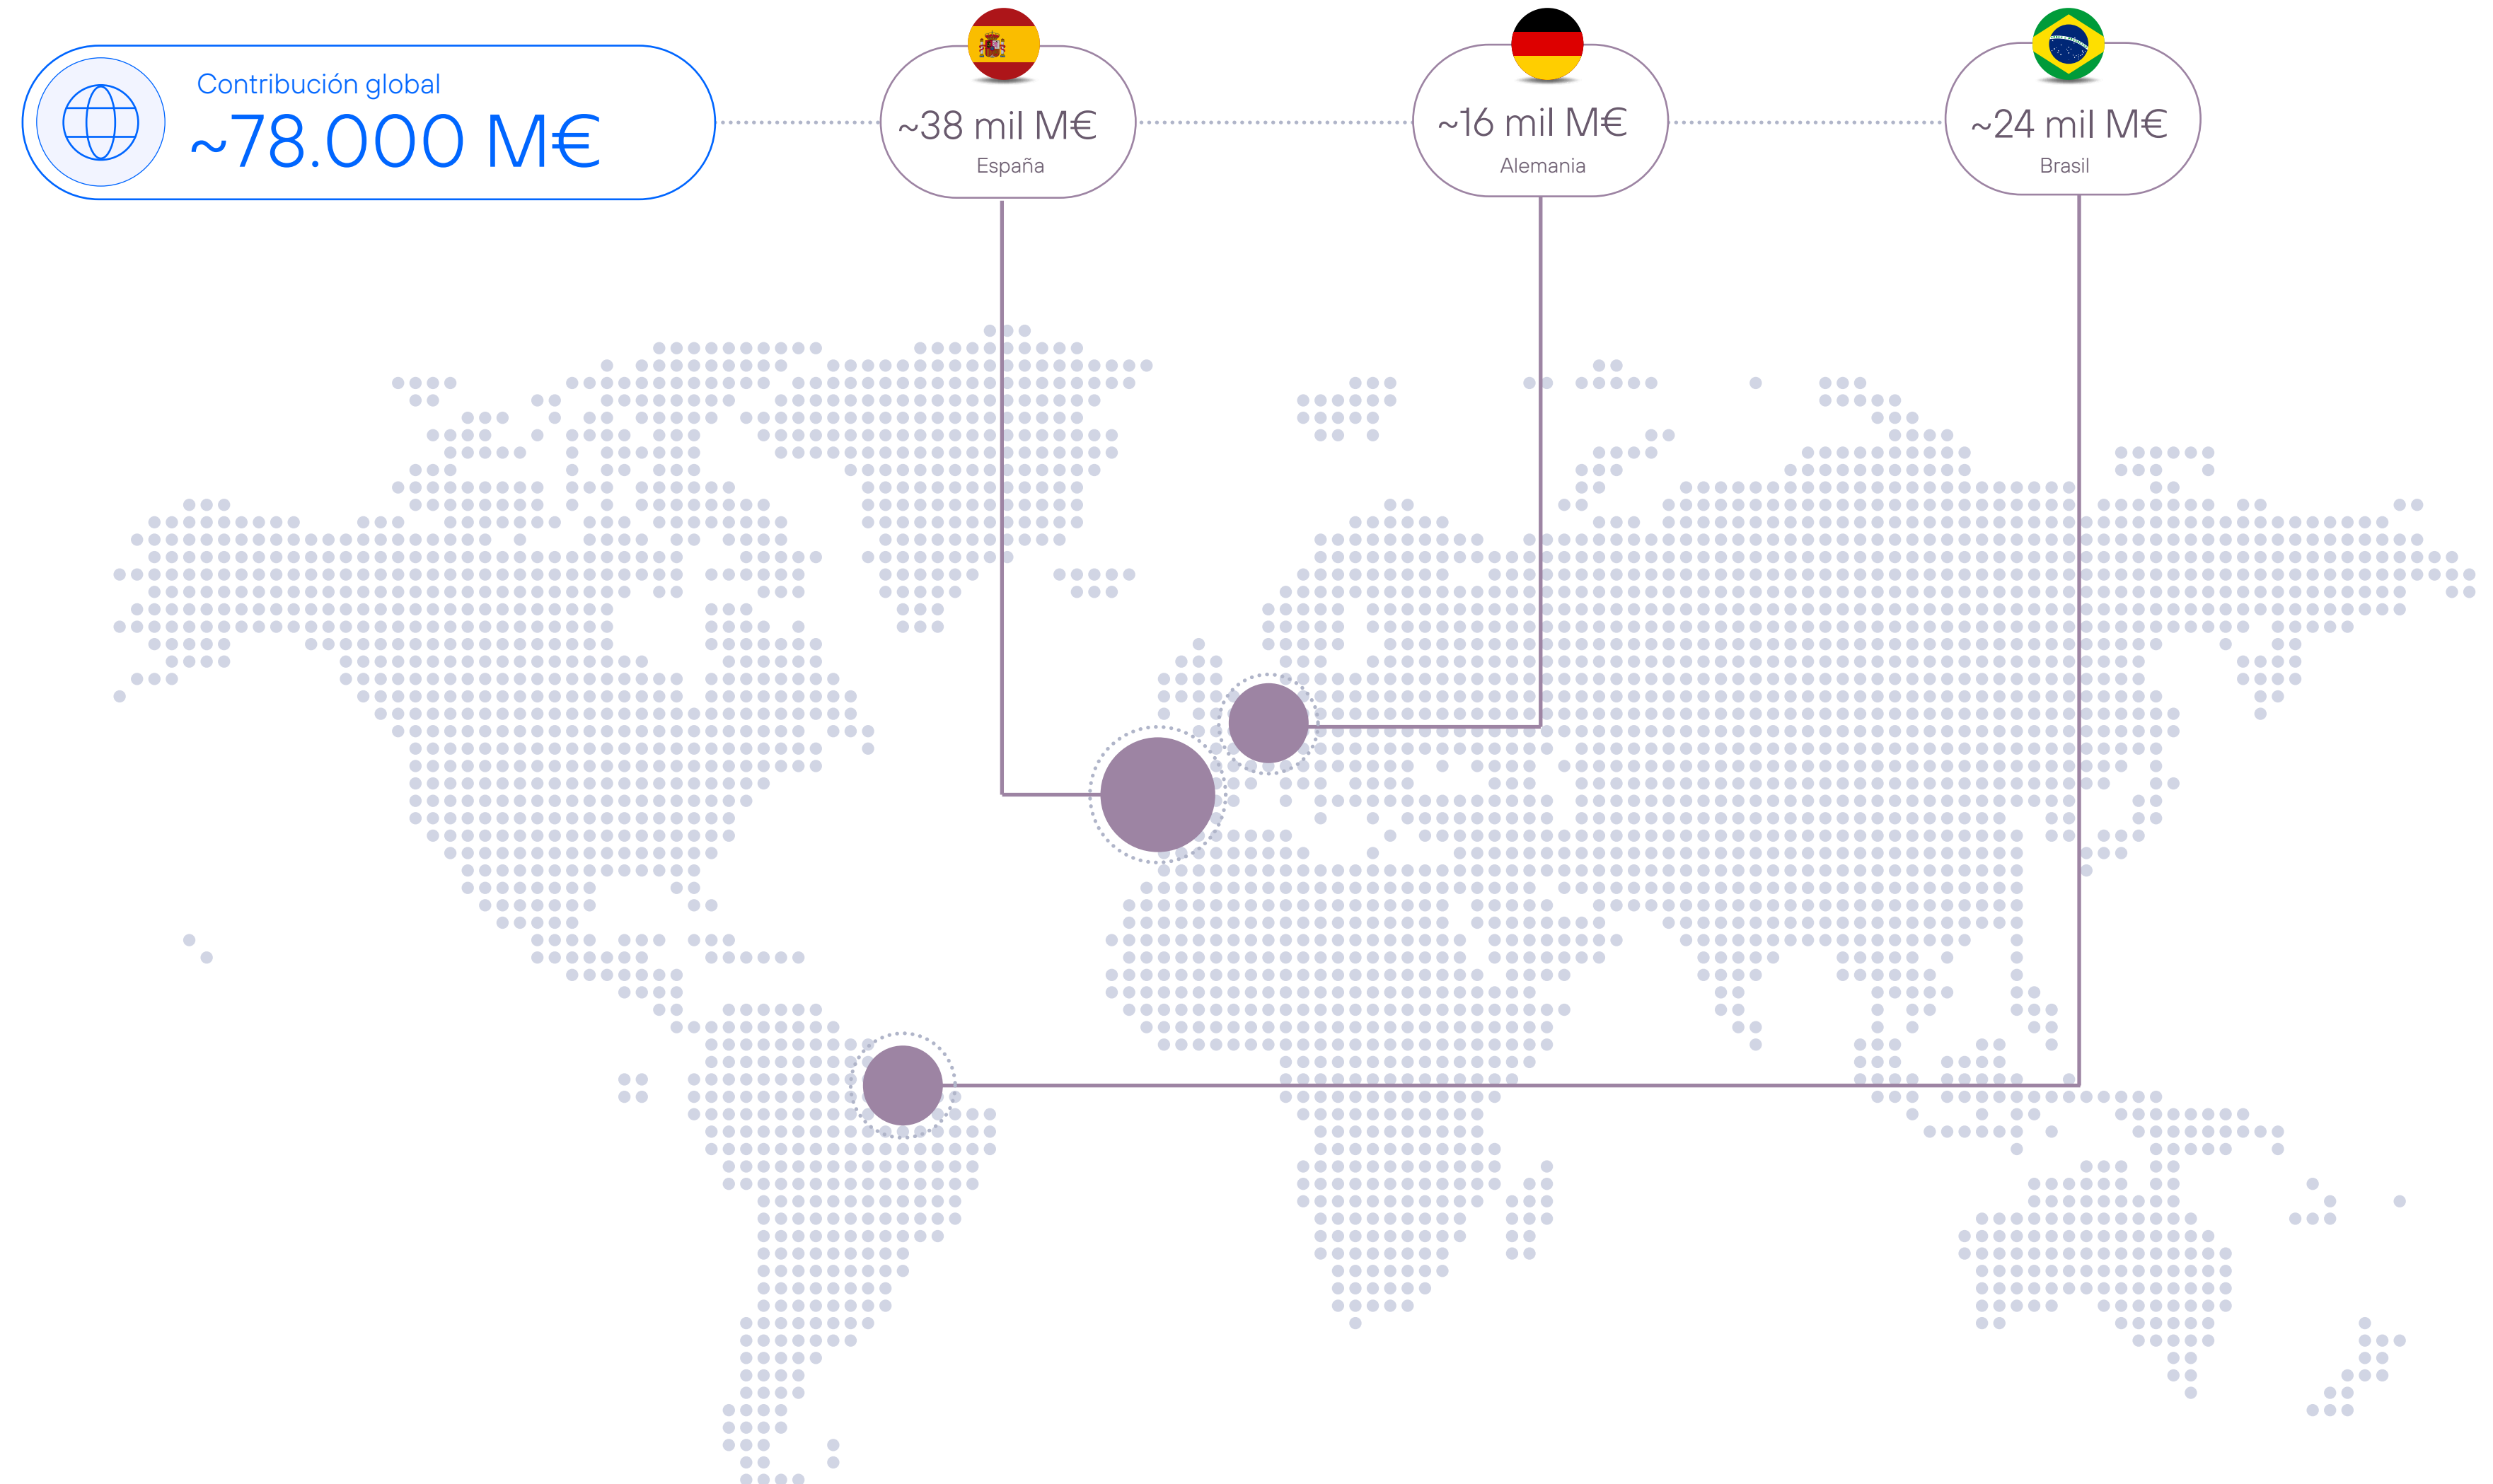 Contribución global
~78.000 M€
~38 mil M€
España
~16 mil M€
Alemania
~24 mil M€
Brasil